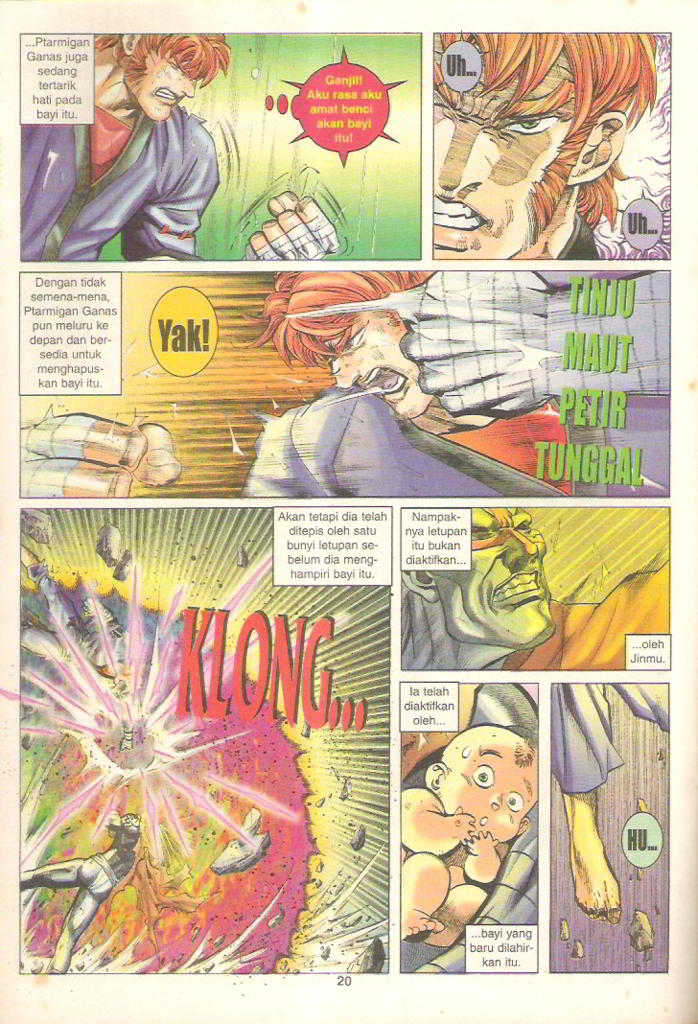 ...Ptarmigan
Ganas juga
sedang
tertarik
hati pada
bayi itu.
Ganjil!
Aku rasa aku
amat benci
akan bayi
itu!
Uh...
Uh...
Dengan tidak
semena-mena,
Ptarmigan Ganas
pun meluru ke
depan dan ber-
sedia untuk
menghapus-
kan bayi itu.
Yak!
TINJU
MAUT
PETIR
TUNGGAL
Akan tetapi dia telah
ditepis oleh satu
bunyi letupan se-
belum dia meng-
hampiri bayi itu.
KLONG...
Nampak-
nya letupan
itu bukan
diaktifkan...
...oleh
Jinmu.
Ia telah
diaktifkan
oleh...
...bayi yang
baru dilahir-
kan itu.
HU...
20